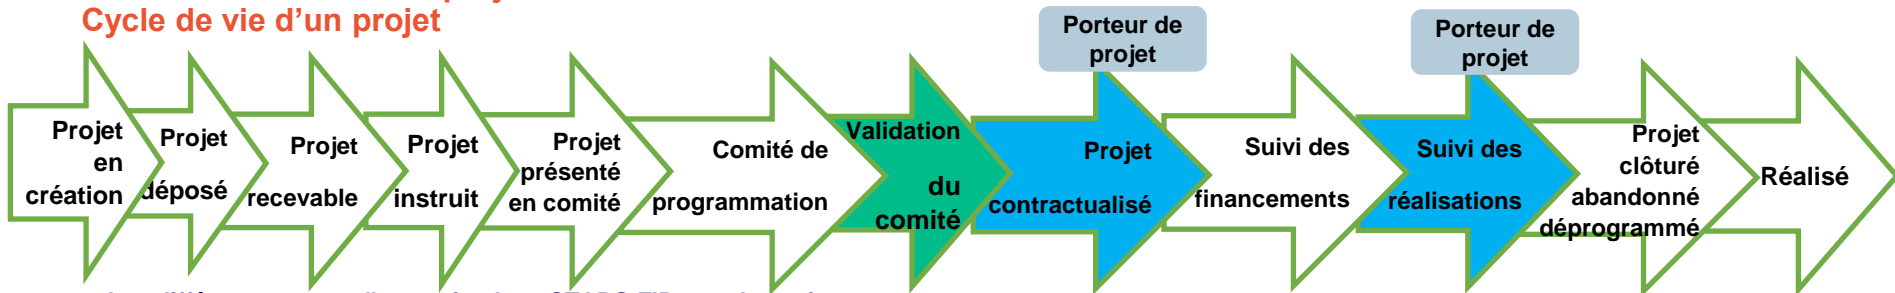 Cycle de vie d’un projet
Porteur de
projet
Porteur de
projet
Projet
en
création
Projet
déposé
Projet
recevable
Projet
instruit
Projet
présenté
en comité
Comité de
programmation
Validation
du
comité
Projet
contractualisé
Suivi des
financements
Suivi des
réalisations
Projet
clôturé
abandonné
déprogrammé
Réalisé